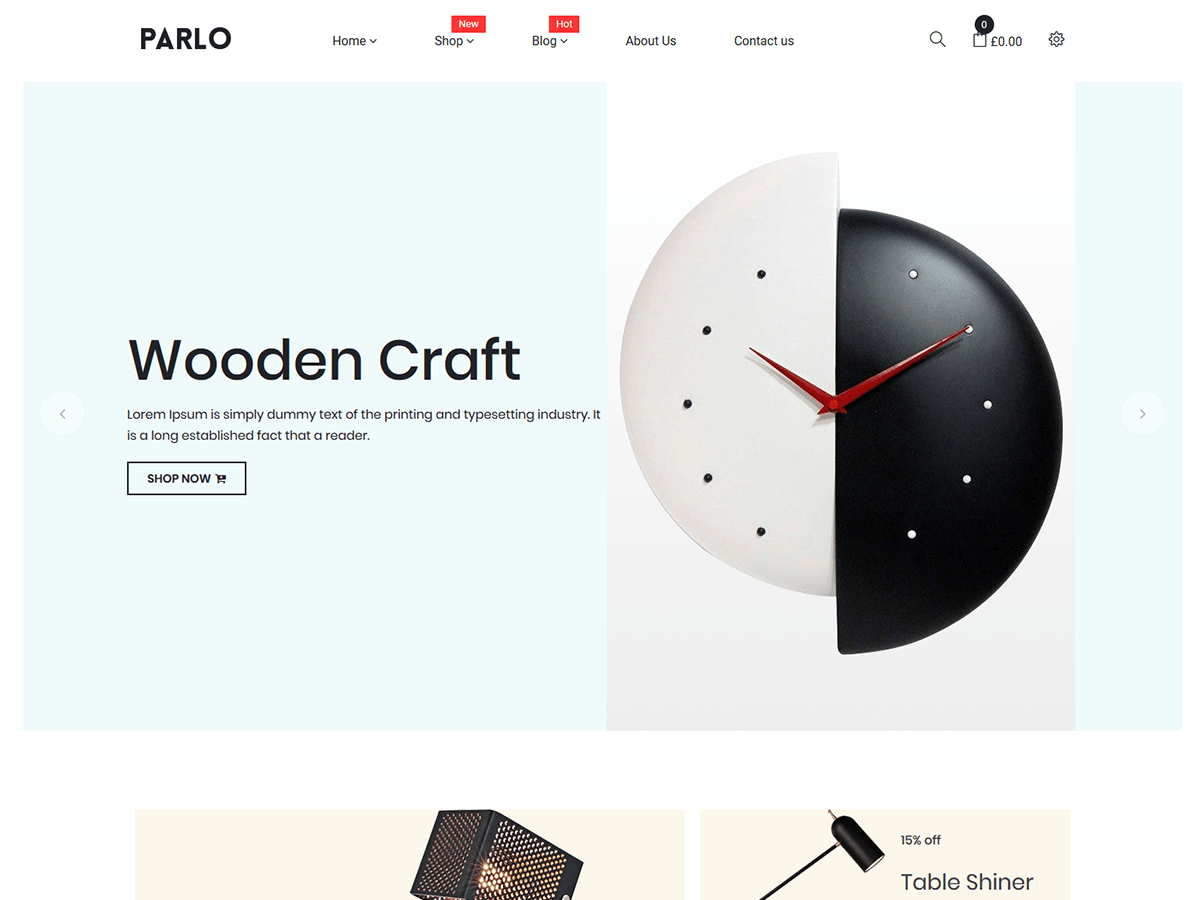 PARLO
Home
New
Shop
Hot
Blog
About Us
Contact us
0
£0.00
Wooden Craft
Lorem Ipsum is simply dummy text of the printing and typesetting industry. It
is a long established fact that a reader.
SHOP NOW
15% off
Table Shiner